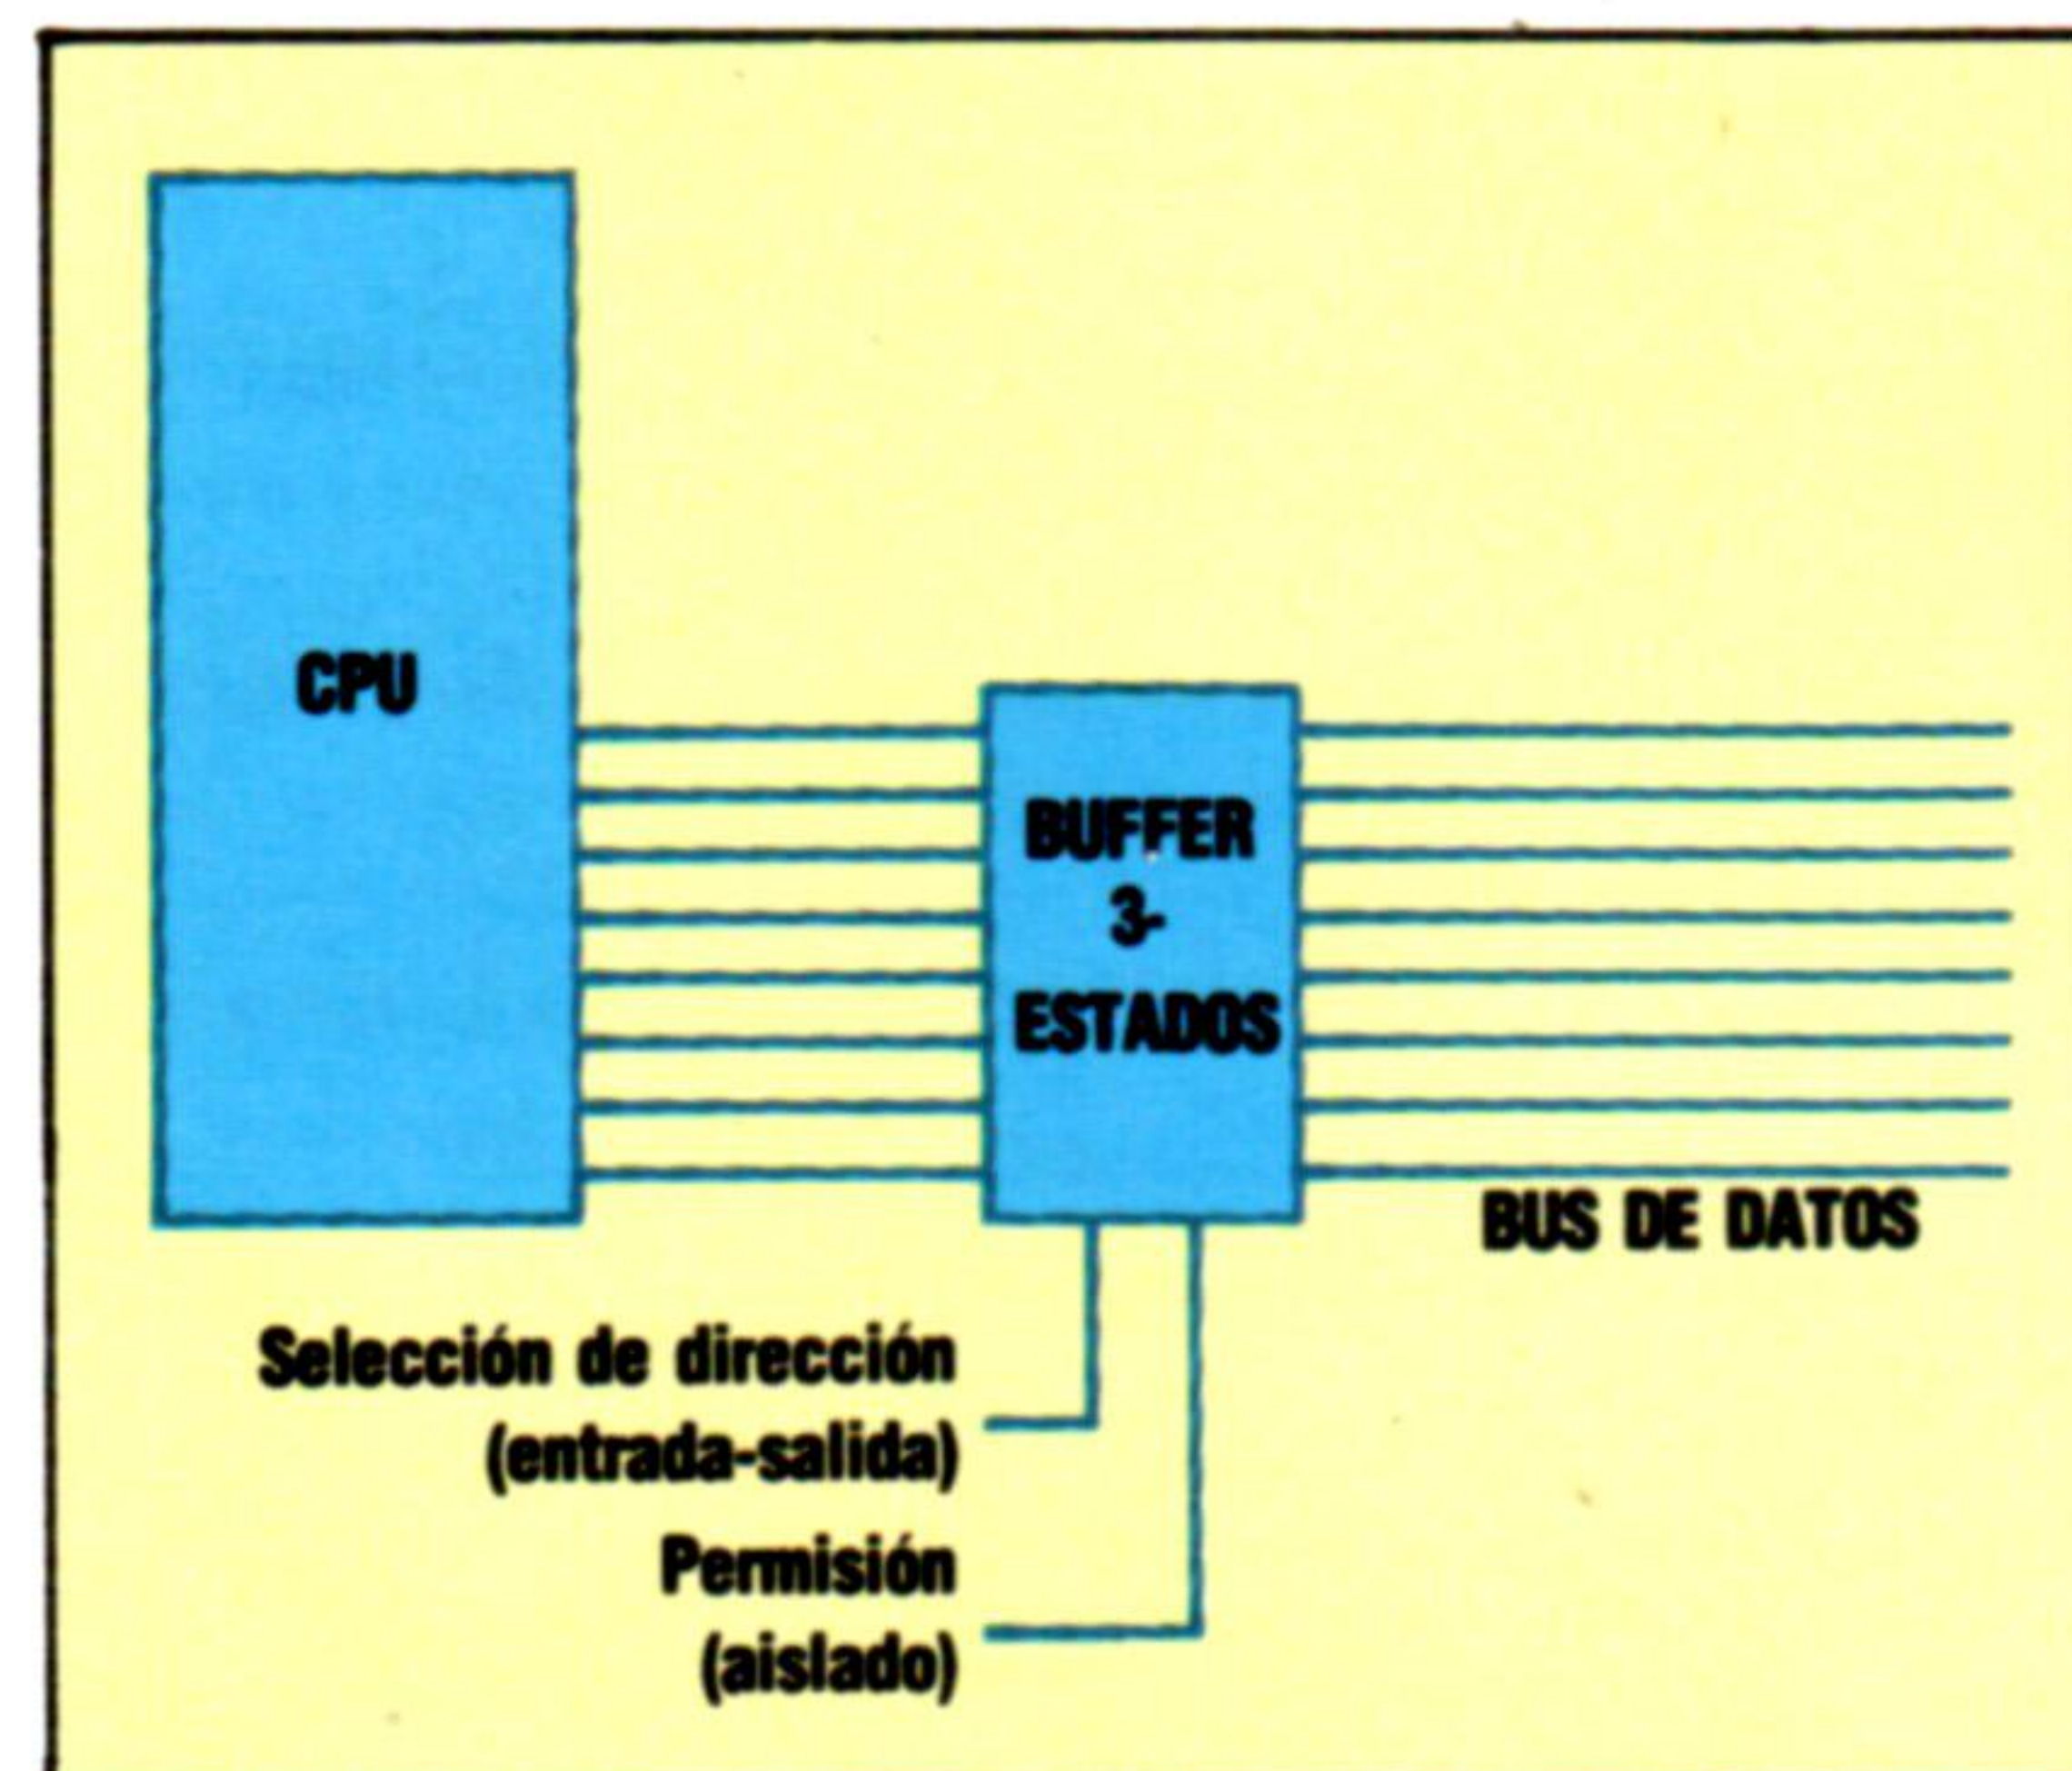 CPU
BUFFER
3-
ESTADOS
BUS DE DATOS
Selección de dirección
(entrada-salida)
Permisión
(aislado)